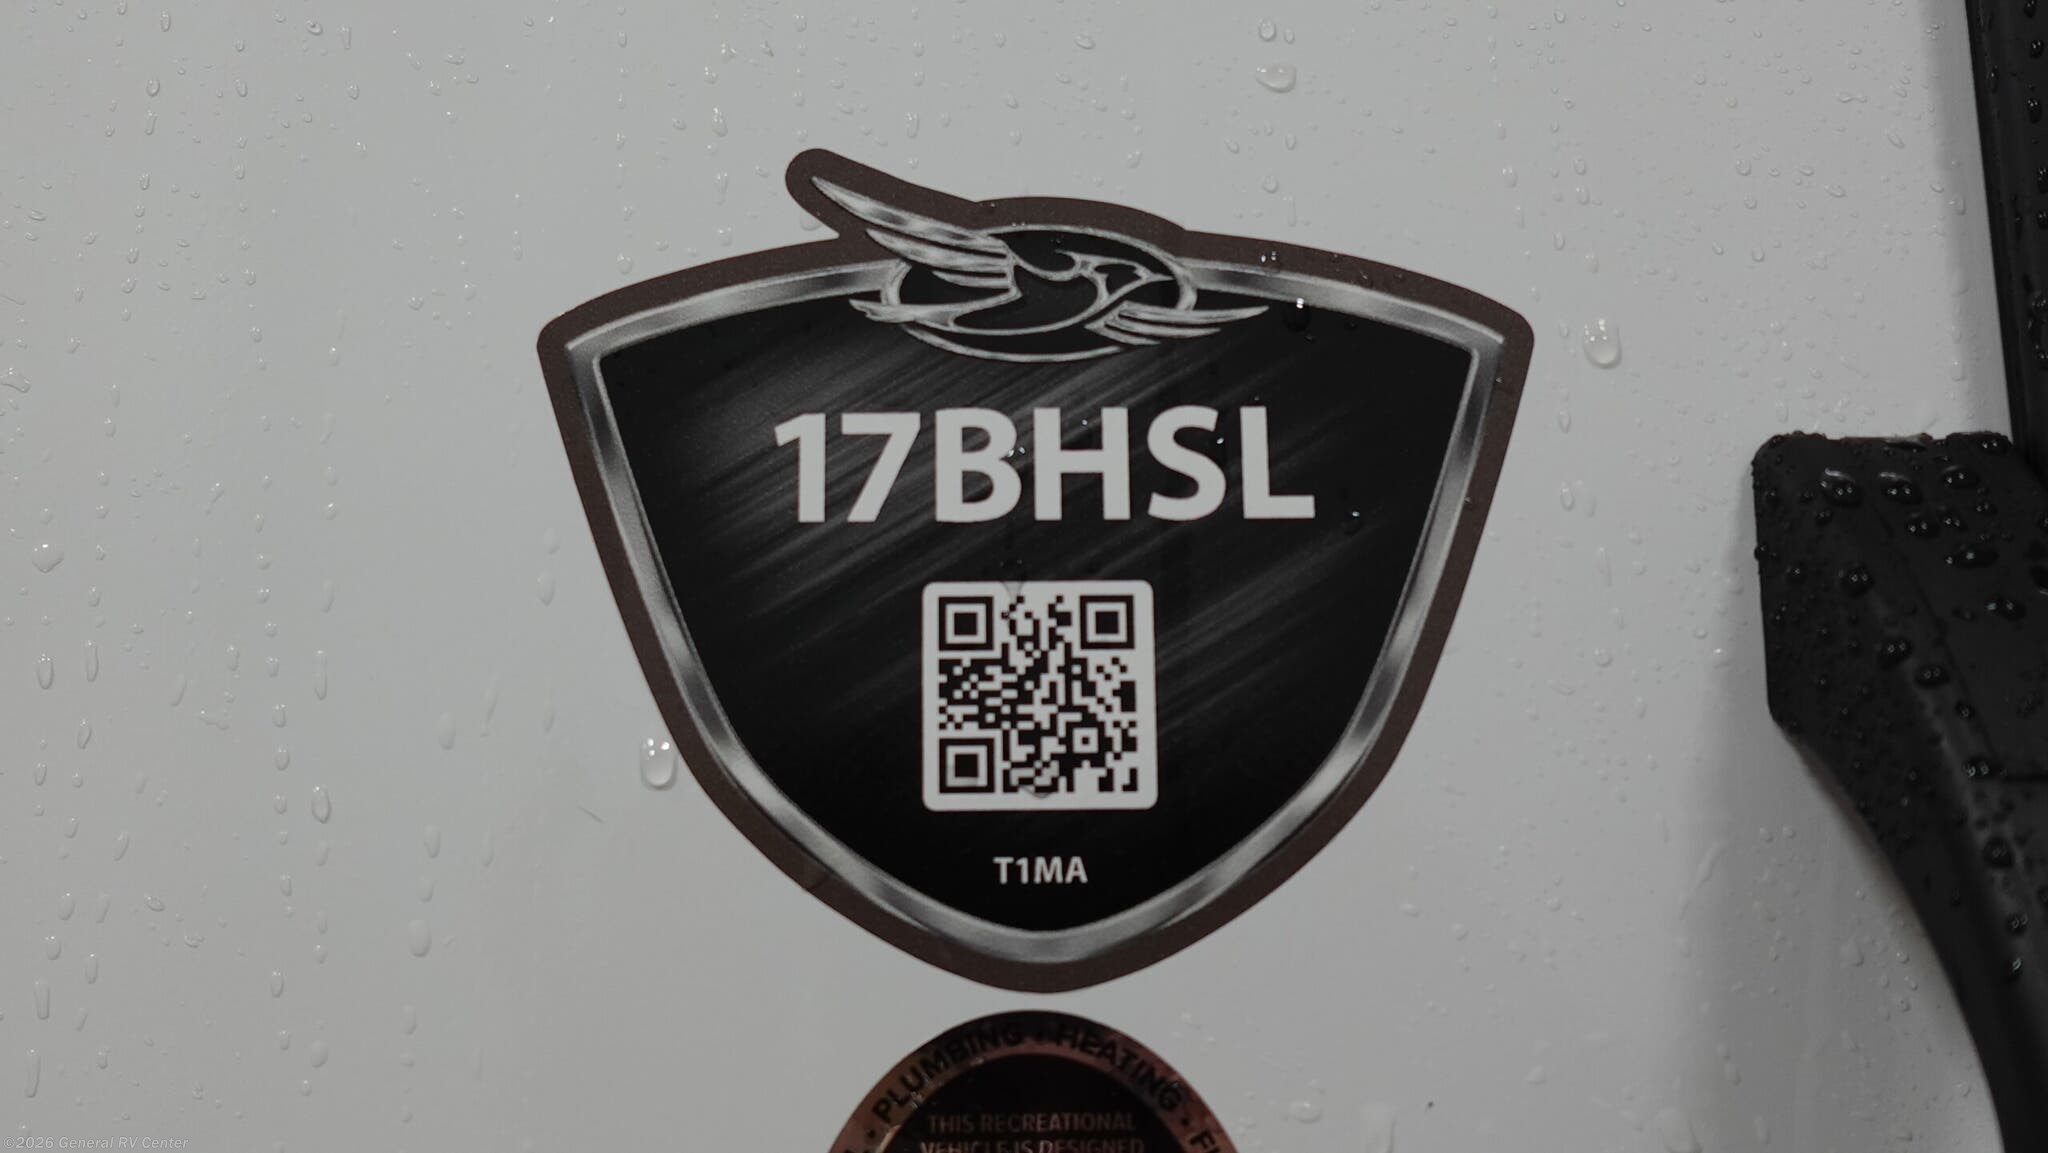 17BHSL
T1MA
PLUMBING • HEATING •
THIS RECREATIONAL
VEHICLE IS DESIGNED
©2026 General RV Center